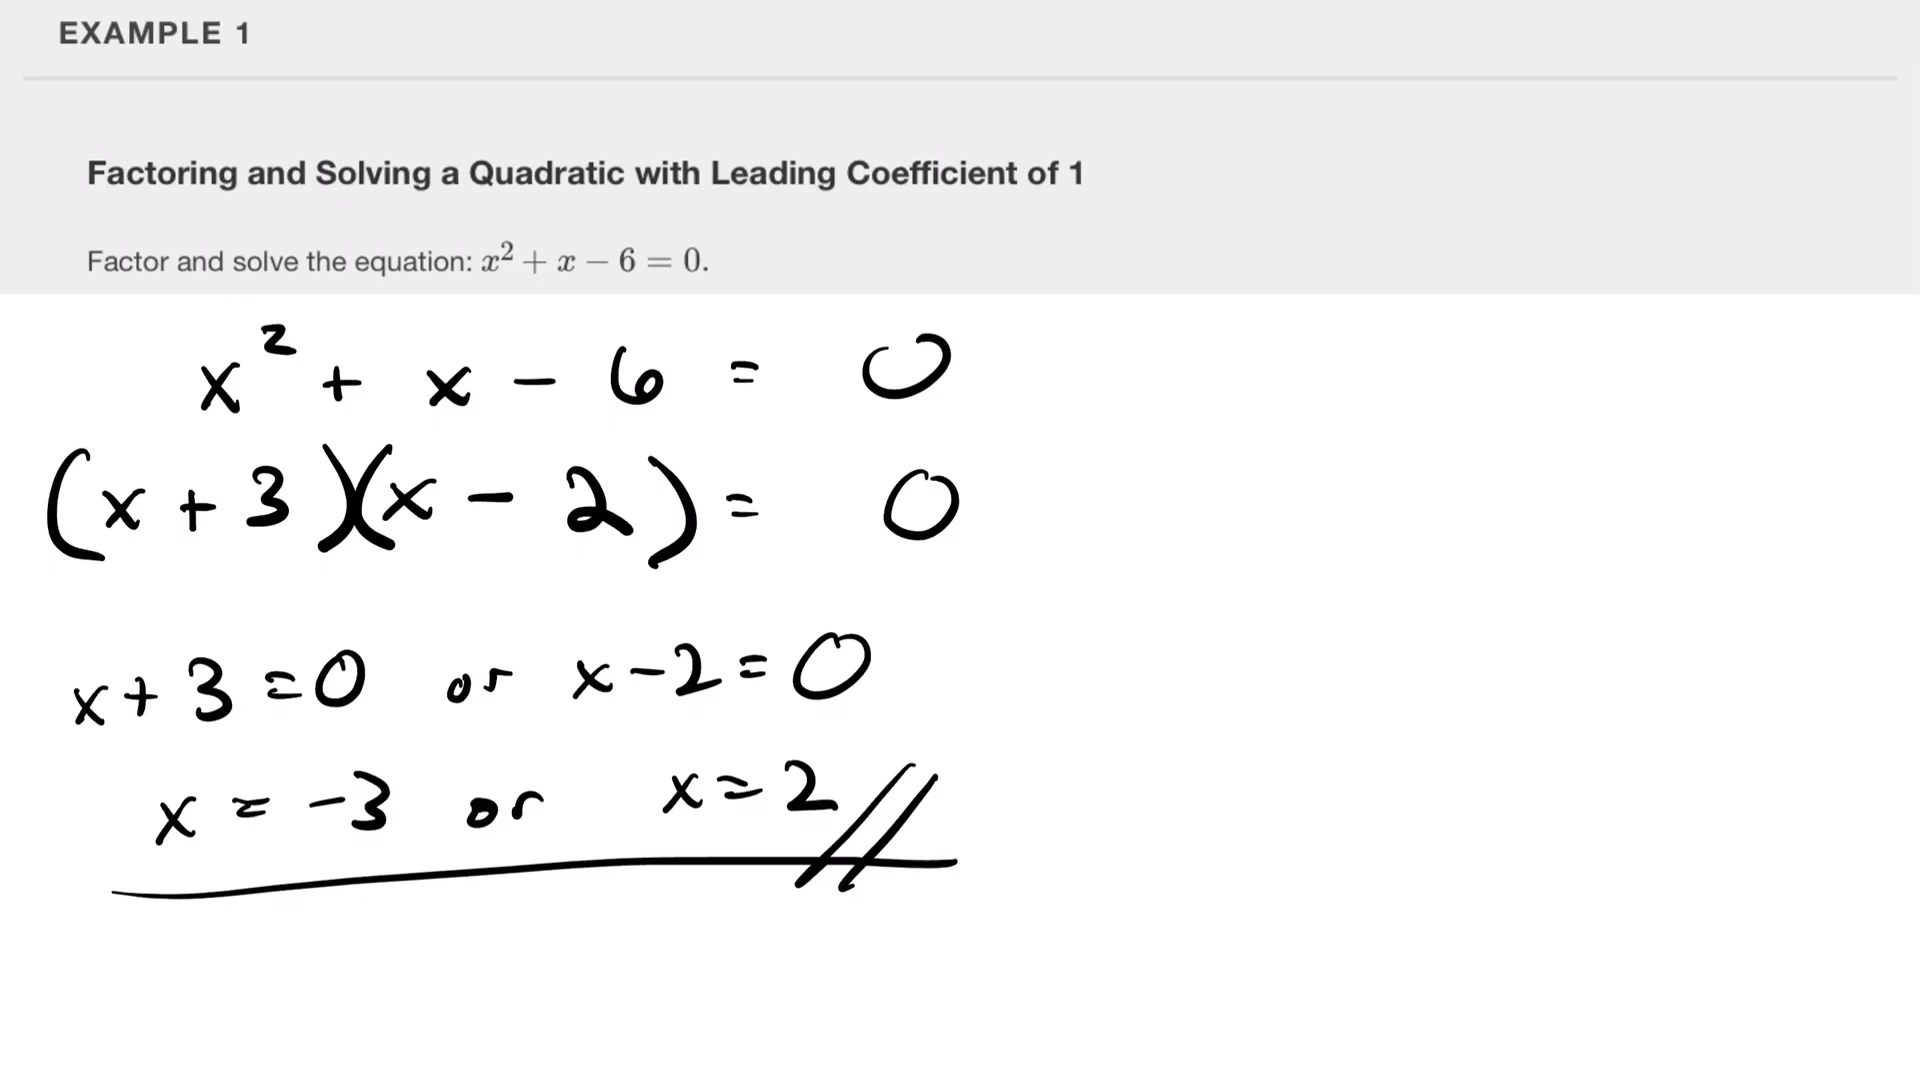 EXAMPLE 1
Factoring and Solving a Quadratic with Leading Coefficient of 1
Factor and solve the equation: x² + x − 6 = 0.
x² + x - 6 = 0
(x + 3)(x - 2) = 0
x + 3 = 0 or x - 2 = 0
x = -3 or x = 2